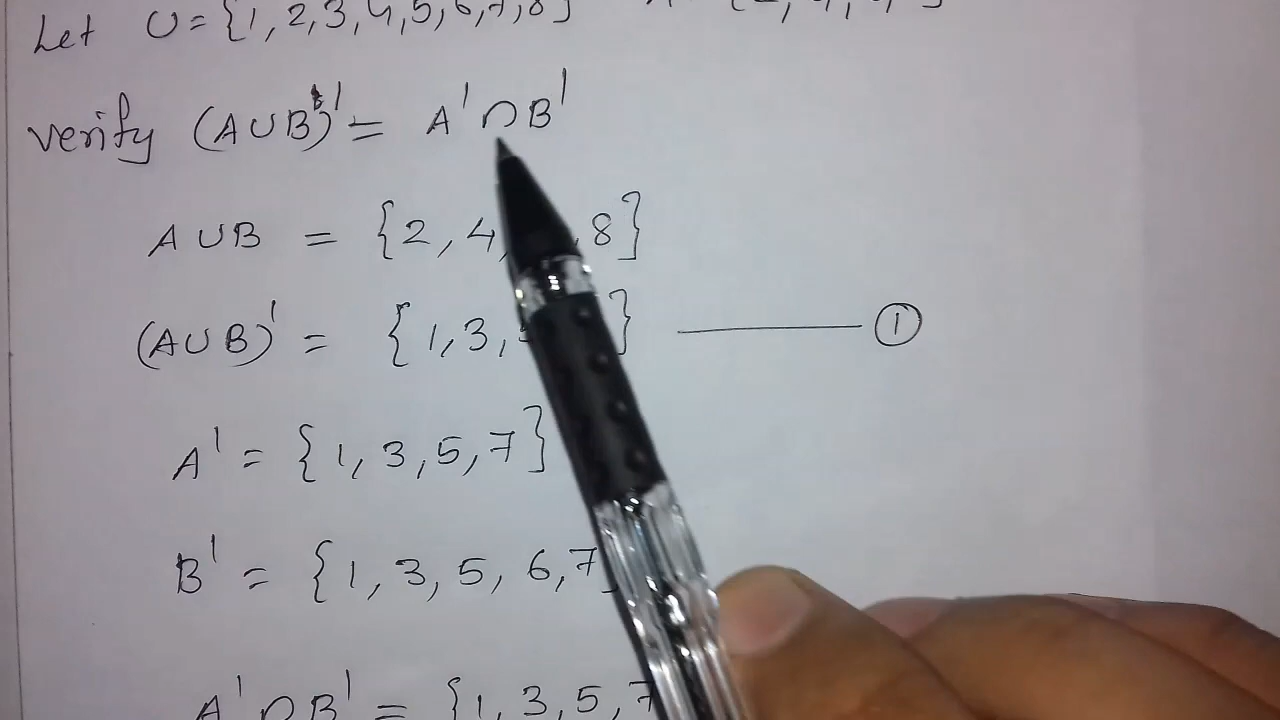 Let U = {1, 2, 3, 4, 5, 6, 7, 8}
Verify (A∪B)' = A' ∩ B'
A∪B = {2, 4, , 8}
(A∪B)' = {1, 3, }
①
A' = {1, 3, 5, 7}
B' = {1, 3, 5, 6, 7
A' ∩ B' = {1, 3, 5, 7